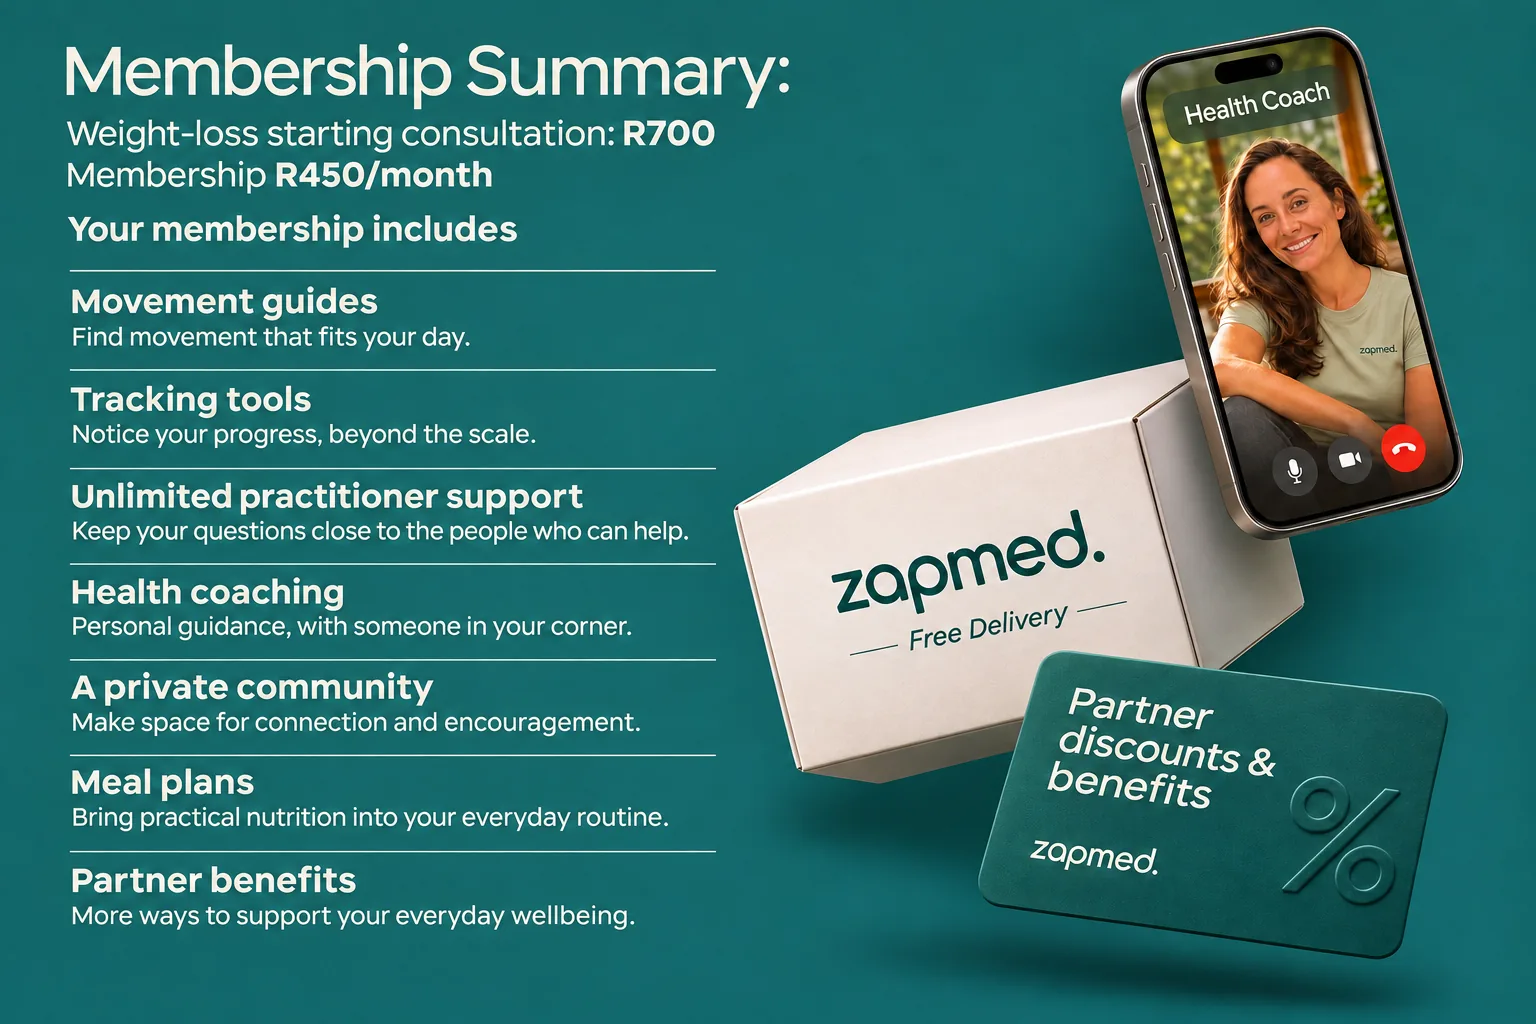 Membership Summary:
Weight-loss starting consultation: R700
Membership R450/month
Your membership includes
Movement guides
Find movement that fits your day.
Tracking tools
Notice your progress, beyond the scale.
Unlimited practitioner support
Keep your questions close to the people who can help.
Health coaching
Personal guidance, with someone in your corner.
A private community
Make space for connection and encouragement.
Meal plans
Bring practical nutrition into your everyday routine.
Partner benefits
More ways to support your everyday wellbeing.
Health Coach
zapmed.
zapmed.
Free Delivery
Partner
discounts &
benefits
%
zapmed.